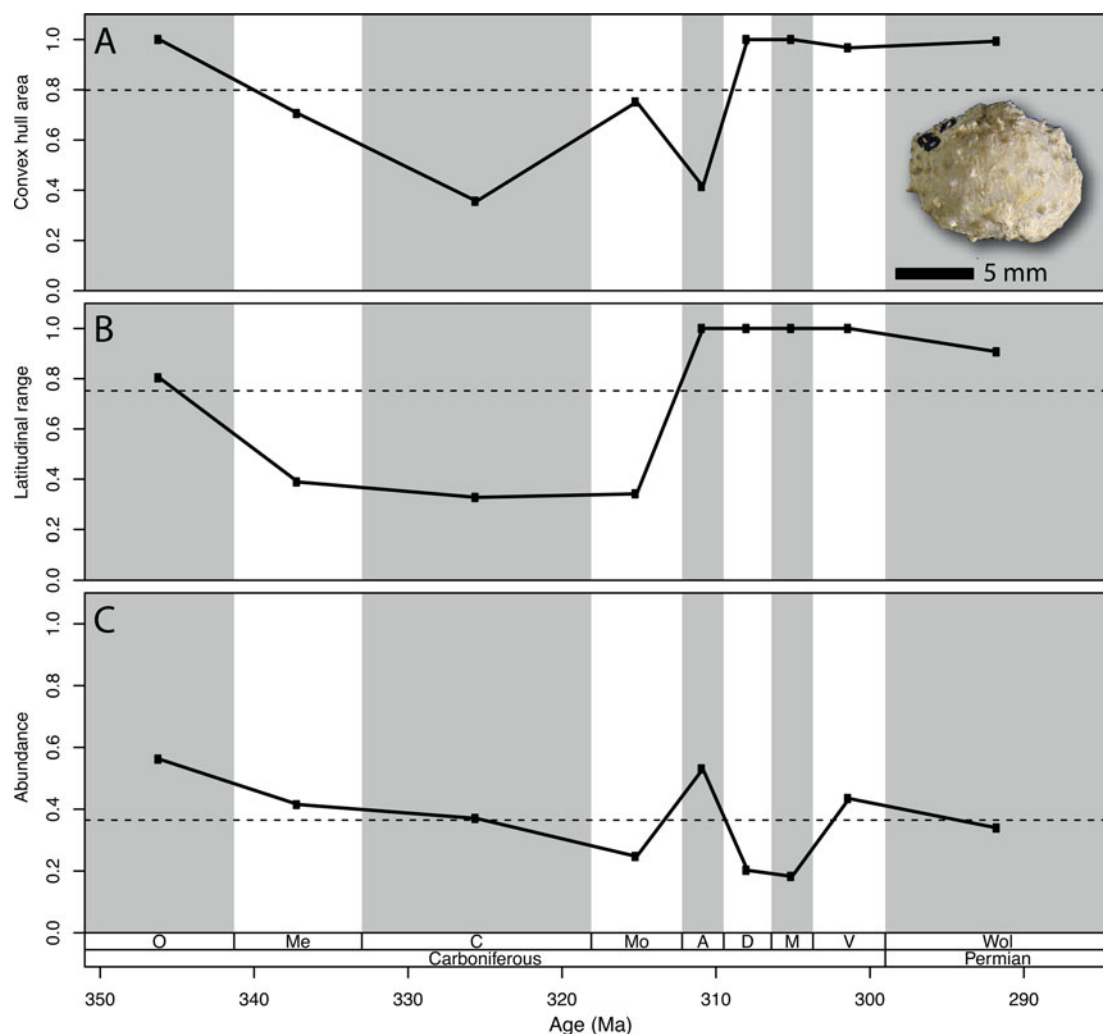 A
Convex hull area
1.0
0.8
0.6
0.4
0.2
0.0
5 mm
B
Latitudinal range
1.0
0.8
0.6
0.4
0.2
0.0
C
Abundance
1.0
0.8
0.6
0.4
0.2
0.0
O Me C Mo A D M V Wol
Carboniferous Permian
350 340 330 320 310 300 290
Age (Ma)